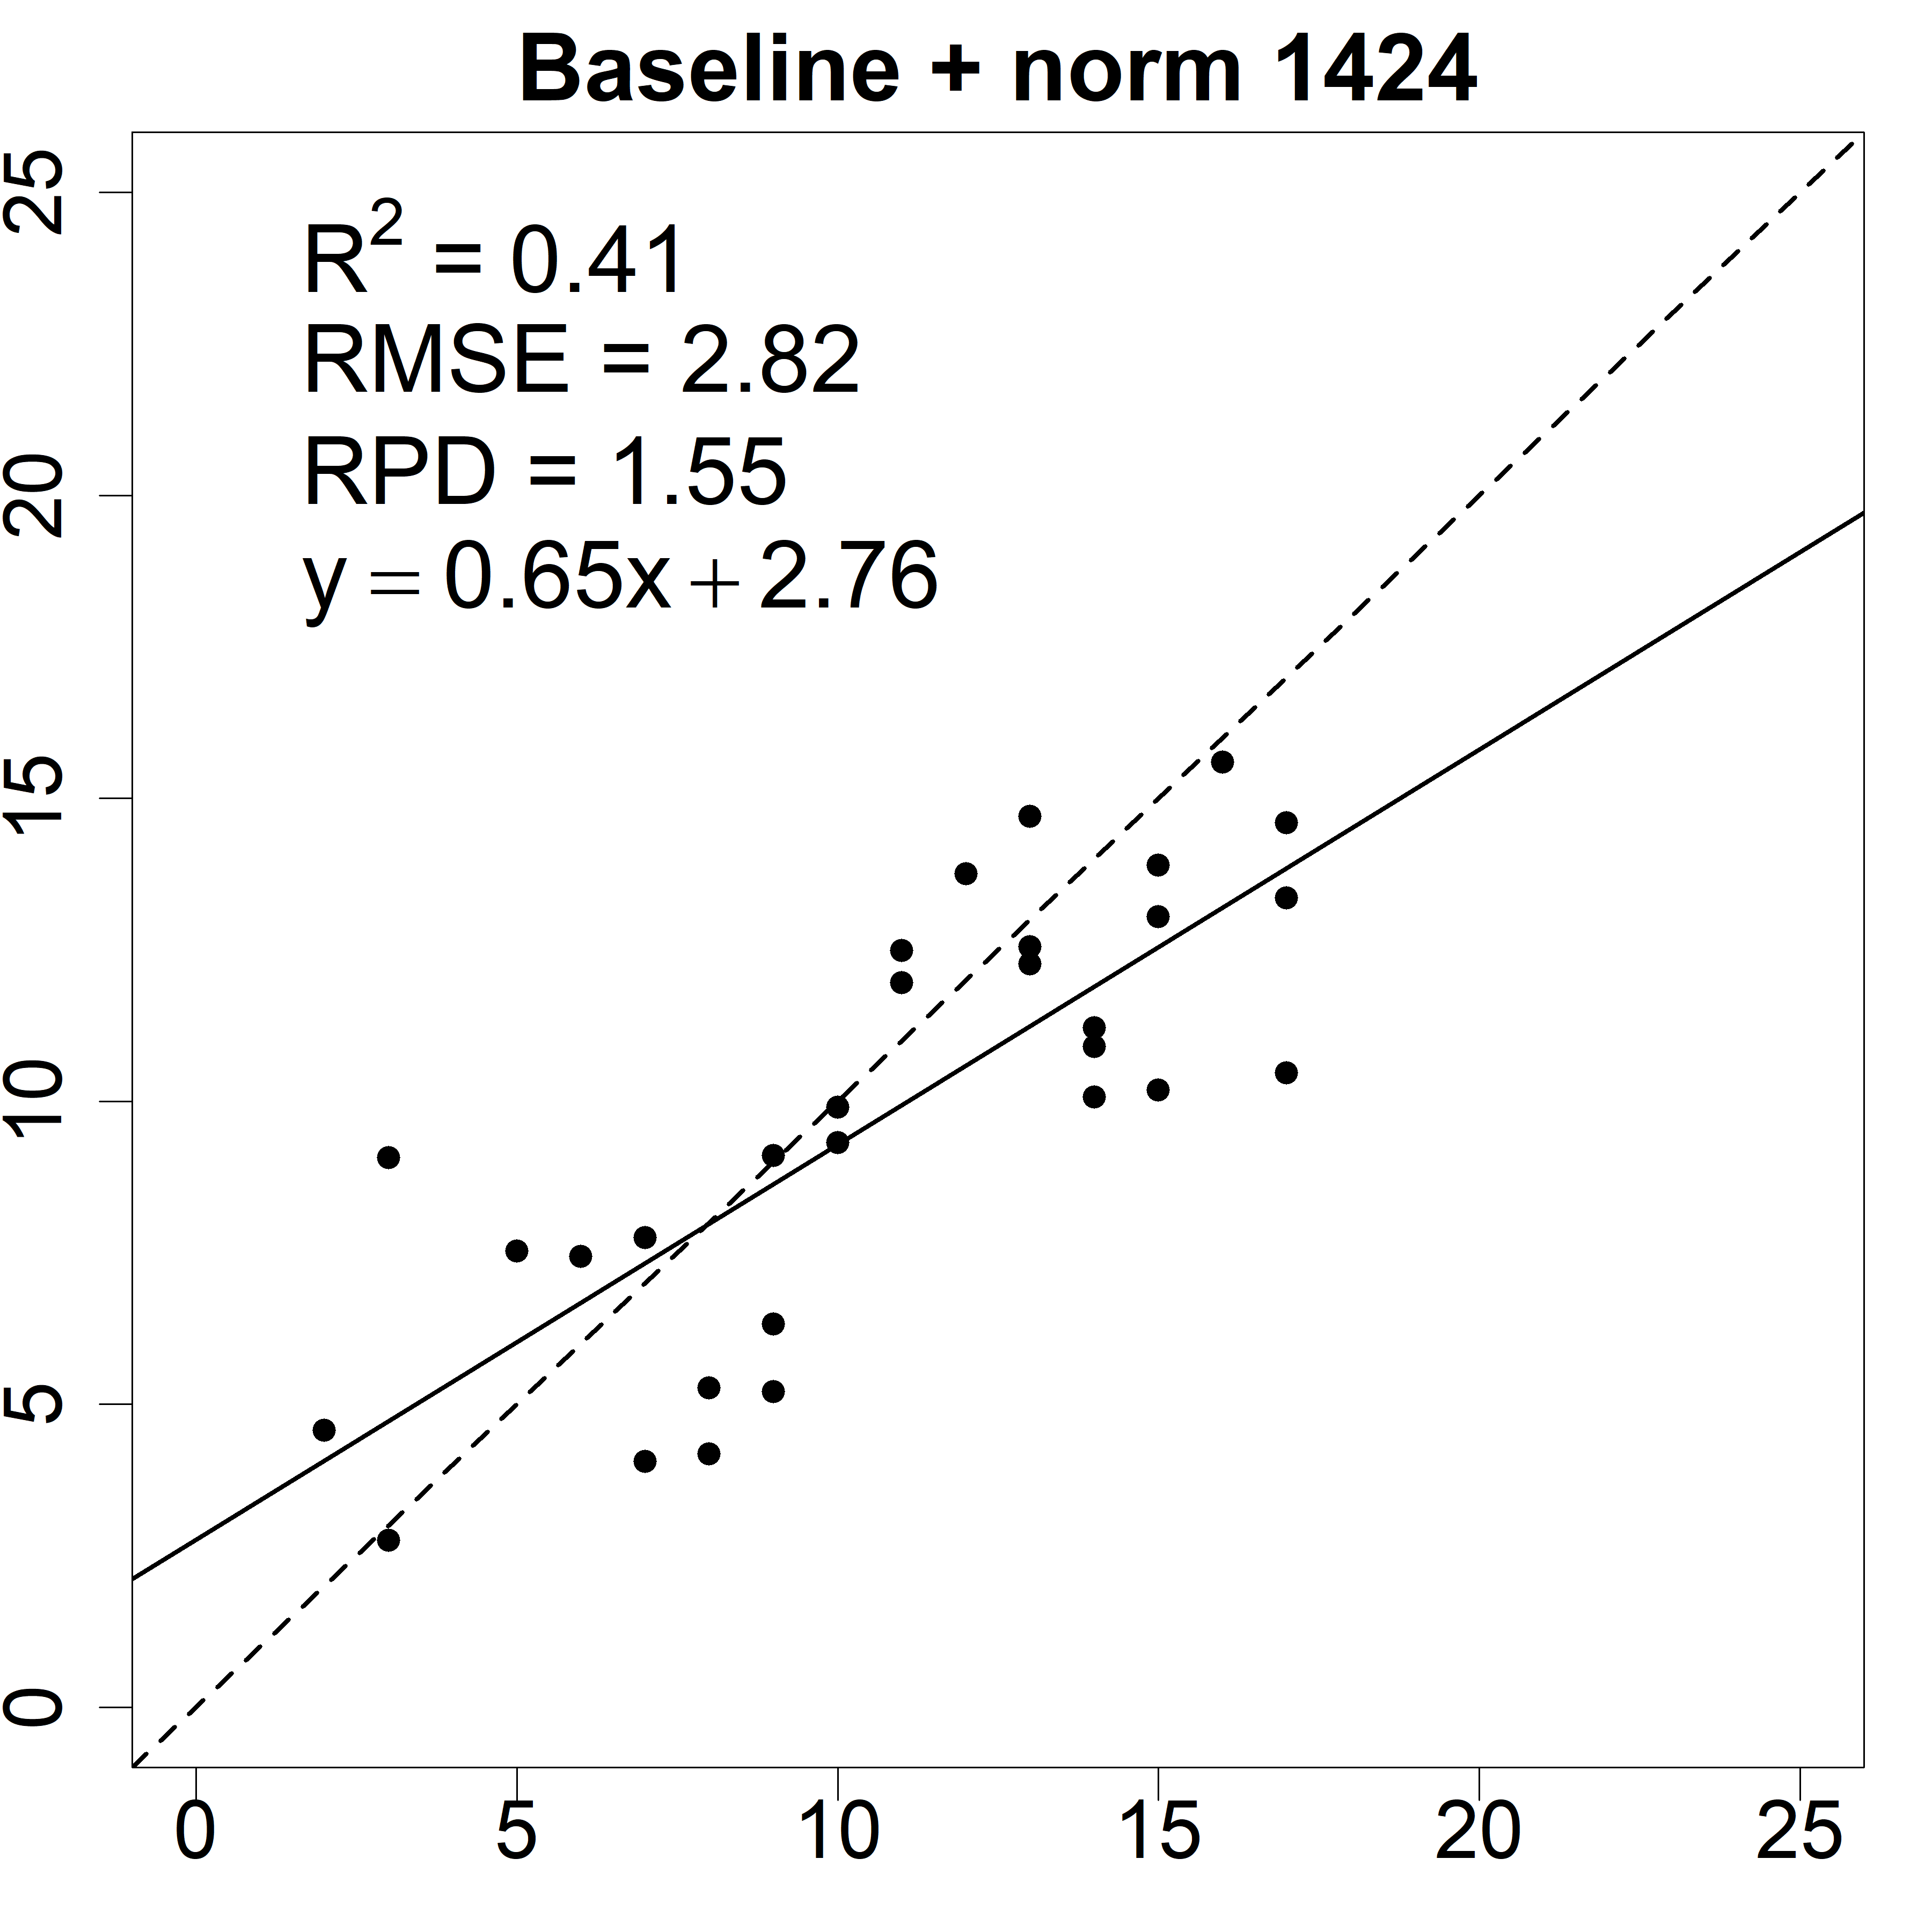 Baseline + norm 1424
R² = 0.41
RMSE = 2.82
RPD = 1.55
y = 0.65x + 2.76
25
20
15
10
5
0
0 5 10 15 20 25